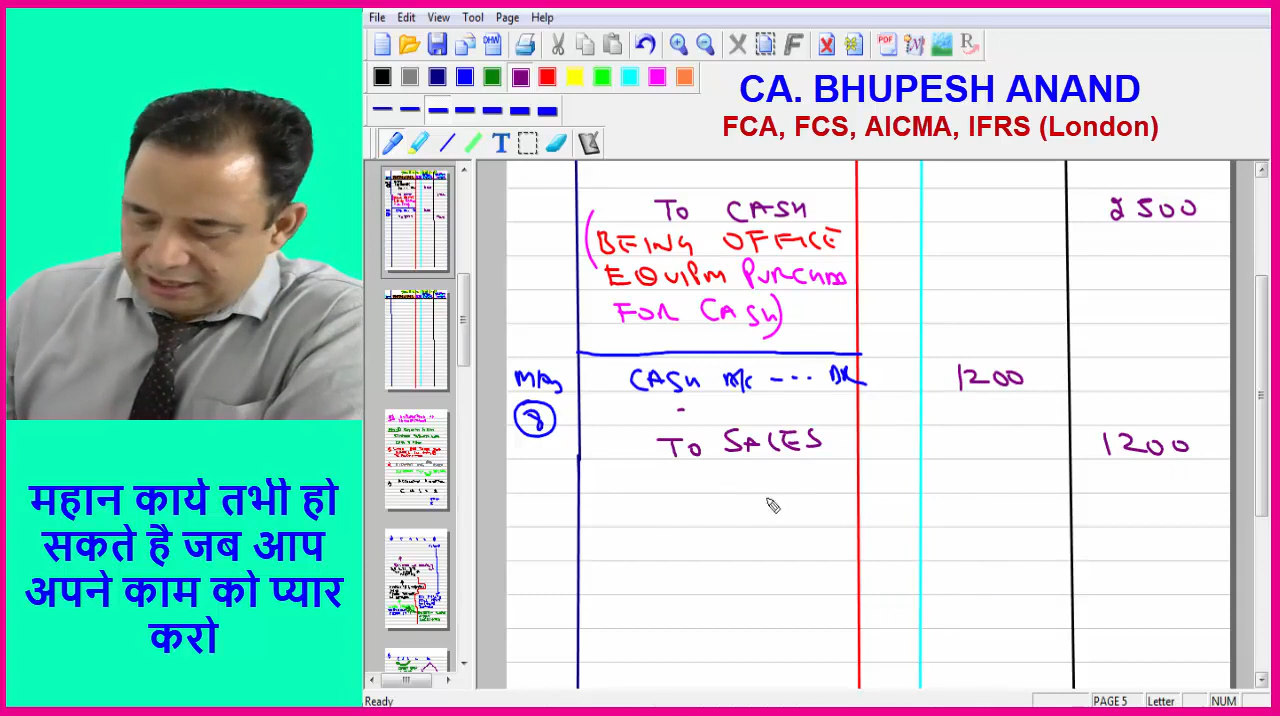 File Edit View Tool Page Help
CA. BHUPESH ANAND
FCA, FCS, AICMA, IFRS (London)
TO CASH 2500
(BEING OFFICE
EQUIPM PURCHAS
FOR CASH)
CASH A/c --... DR 1200
8
TO SALES 1200
महान कार्य तभी हो
सकते है जब आप
अपने काम को प्यार
करो
Ready PAGE 5 Letter NUM